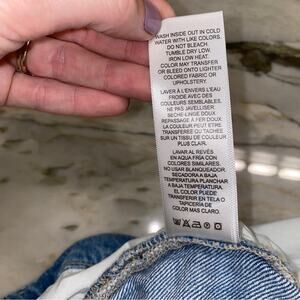 WASH INSIDE OUT IN COLD
WATER WITH LIKE COLORS.
DO NOT BLEACH.
TUMBLE DRY LOW.
IRON LOW HEAT.
COLOR MAY TRANSFER
OR BLEED ONTO LIGHTER
COLORED FABRIC OR
UPHOLSTERY.
LAVER À L'ENVERS L'EAU
FROIDE AVEC DES
COULEURS SEMBLABLES.
NE PAS JAVELLISER
SÈCHE-LINGE DOUX
REPASSAGE À FER DOUX
LA COULEUR PEUT ÊTRE
TRANSFÉRÉE OU TACHÉE
SUR UN TISSU DE COULEUR
PLUS CLAIR.
LAVAR AL REVÉS
EN AQUA FRÍA CON
COLORES SIMILARES.
NO USAR BLANQUEADOR.
SECADORA A BAJA
TEMPERATURA PLANCHAR
A BAJA TEMPERATURA.
EL COLOR PUEDE
TRANSFERIR EN TELA O
TAPICERÍA DE
COLOR MAS CLARO.